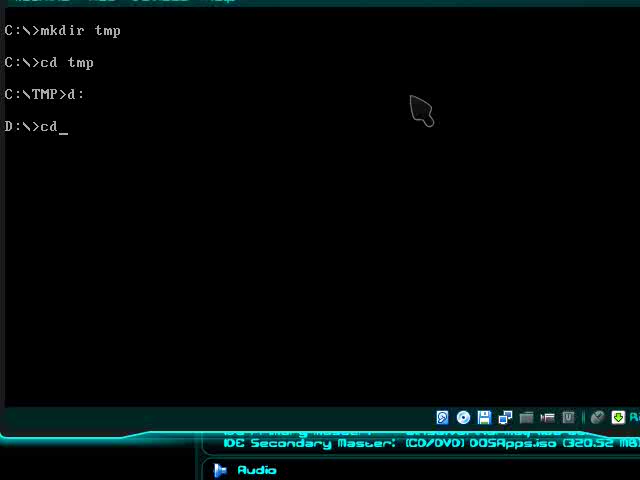 C:\>mkdir tmp
C:\>cd tmp
C:\TMP>d:
D:\>cd_
IDE Secondary Master: (CD/DVD) DOSApps.iso (320.52 MB)
Audio